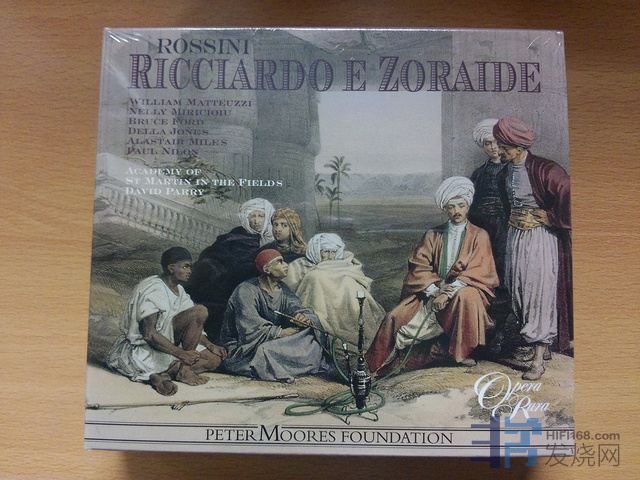 ROSSINI
RICCIARDO E ZORAIDE
WILLIAM MATTEUZZI
NELLY MIRICIOIU
BRUCE FORD
DELLA JONES
ALASTAIR MILES
PAUL NILON
ACADEMY OF
ST MARTIN IN THE FIELDS
DAVID PARRY
Opera
Rara
PETER MOORES FOUNDATION
HIFI168.com
发烧网